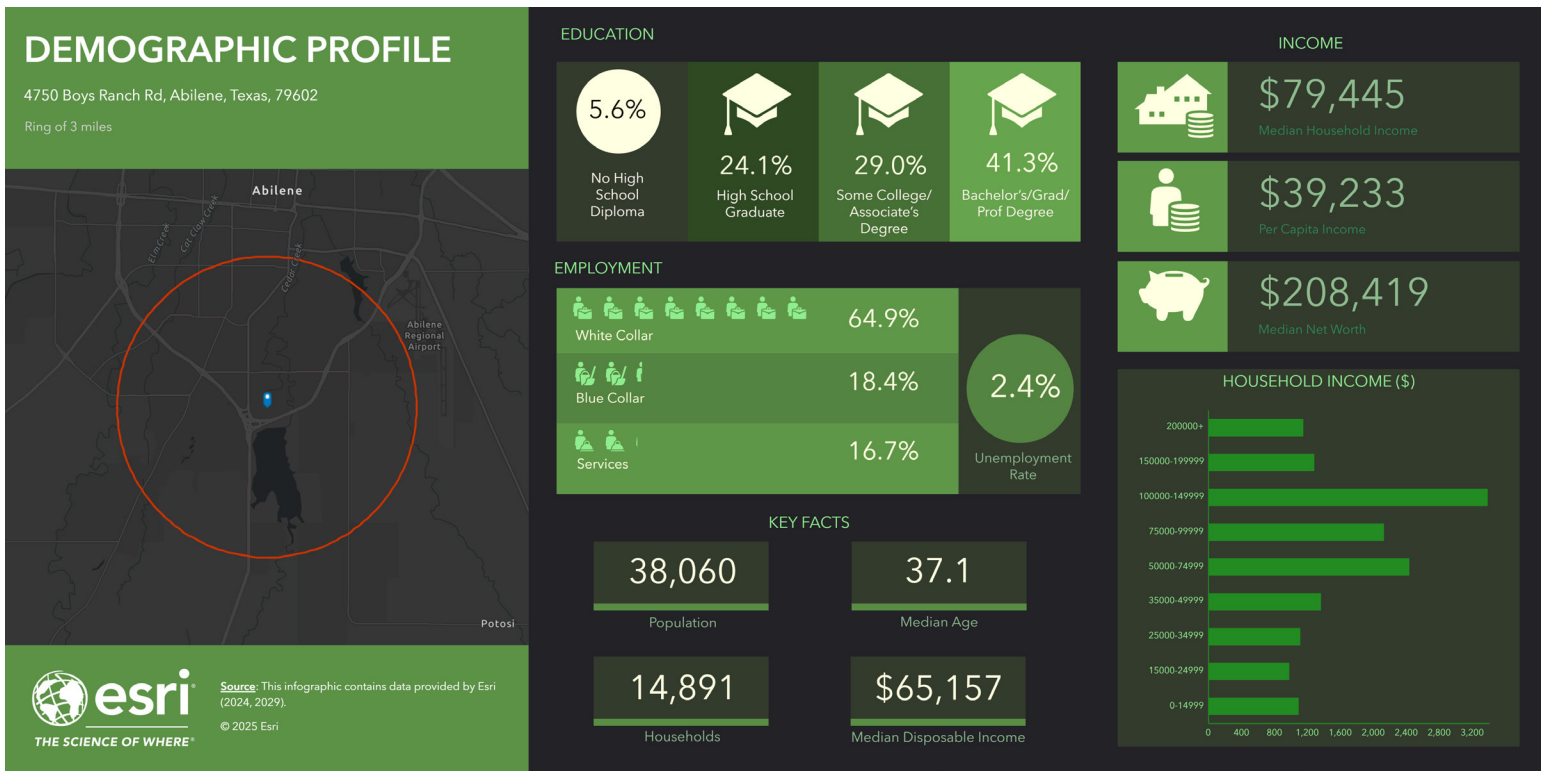 DEMOGRAPHIC PROFILE
4750 Boys Ranch Rd, Abilene, Texas, 79602
Ring of 3 miles
Abilene
Elm Creek
Cat Claw Creek
Cedar Creek
Abilene
Regional
Airport
Potosi
esri®
THE SCIENCE OF WHERE®
Source: This infographic contains data provided by Esri
(2024, 2029).
© 2025 Esri
EDUCATION
5.6%
No High
School
Diploma
24.1%
High School
Graduate
29.0%
Some College/
Associate's
Degree
41.3%
Bachelor's/Grad/
Prof Degree
EMPLOYMENT
White Collar
64.9%
Blue Collar
18.4%
Services
16.7%
2.4%
Unemployment
Rate
KEY FACTS
38,060
Population
37.1
Median Age
14,891
Households
$65,157
Median Disposable Income
INCOME
$79,445
Median Household Income
$39,233
Per Capita Income
$208,419
Median Net Worth
HOUSEHOLD INCOME ($)
200000+
150000-199999
100000-149999
75000-99999
50000-74999
35000-49999
25000-34999
15000-24999
0-14999
0 400 800 1,200 1,600 2,000 2,400 2,800 3,200